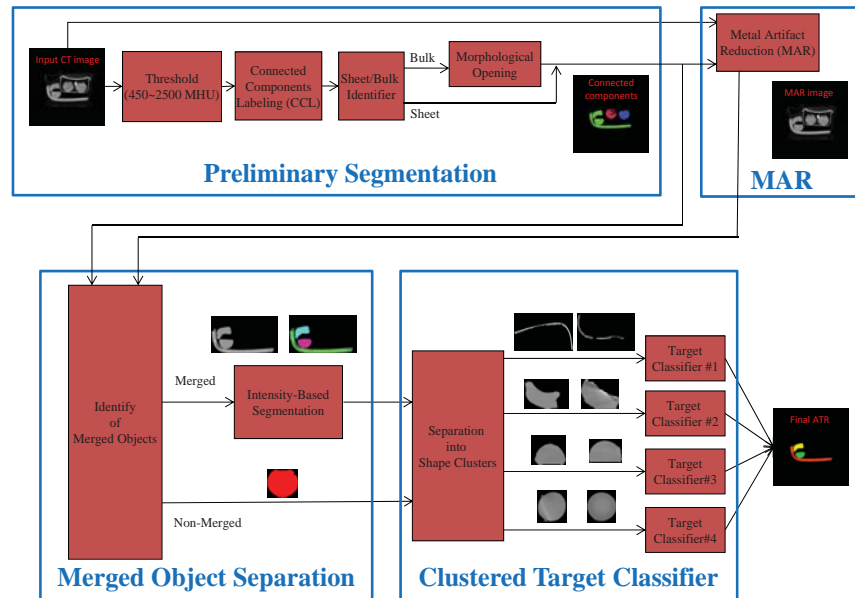 Input CT image
Threshold
(450~2500 MHU)
Connected
Components
Labeling (CCL)
Sheet/Bulk
Identifier
Bulk
Sheet
Morphological
Opening
Connected
components
Preliminary Segmentation
Metal Artifact
Reduction (MAR)
MAR image
MAR
Identify
of
Merged Objects
Merged
Non-Merged
Intensity-Based
Segmentation
Merged Object Separation
Separation
into
Shape Clusters
Target
Classifier #1
Target
Classifier #2
Target
Classifier#3
Target
Classifier#4
Final ATR
Clustered Target Classifier